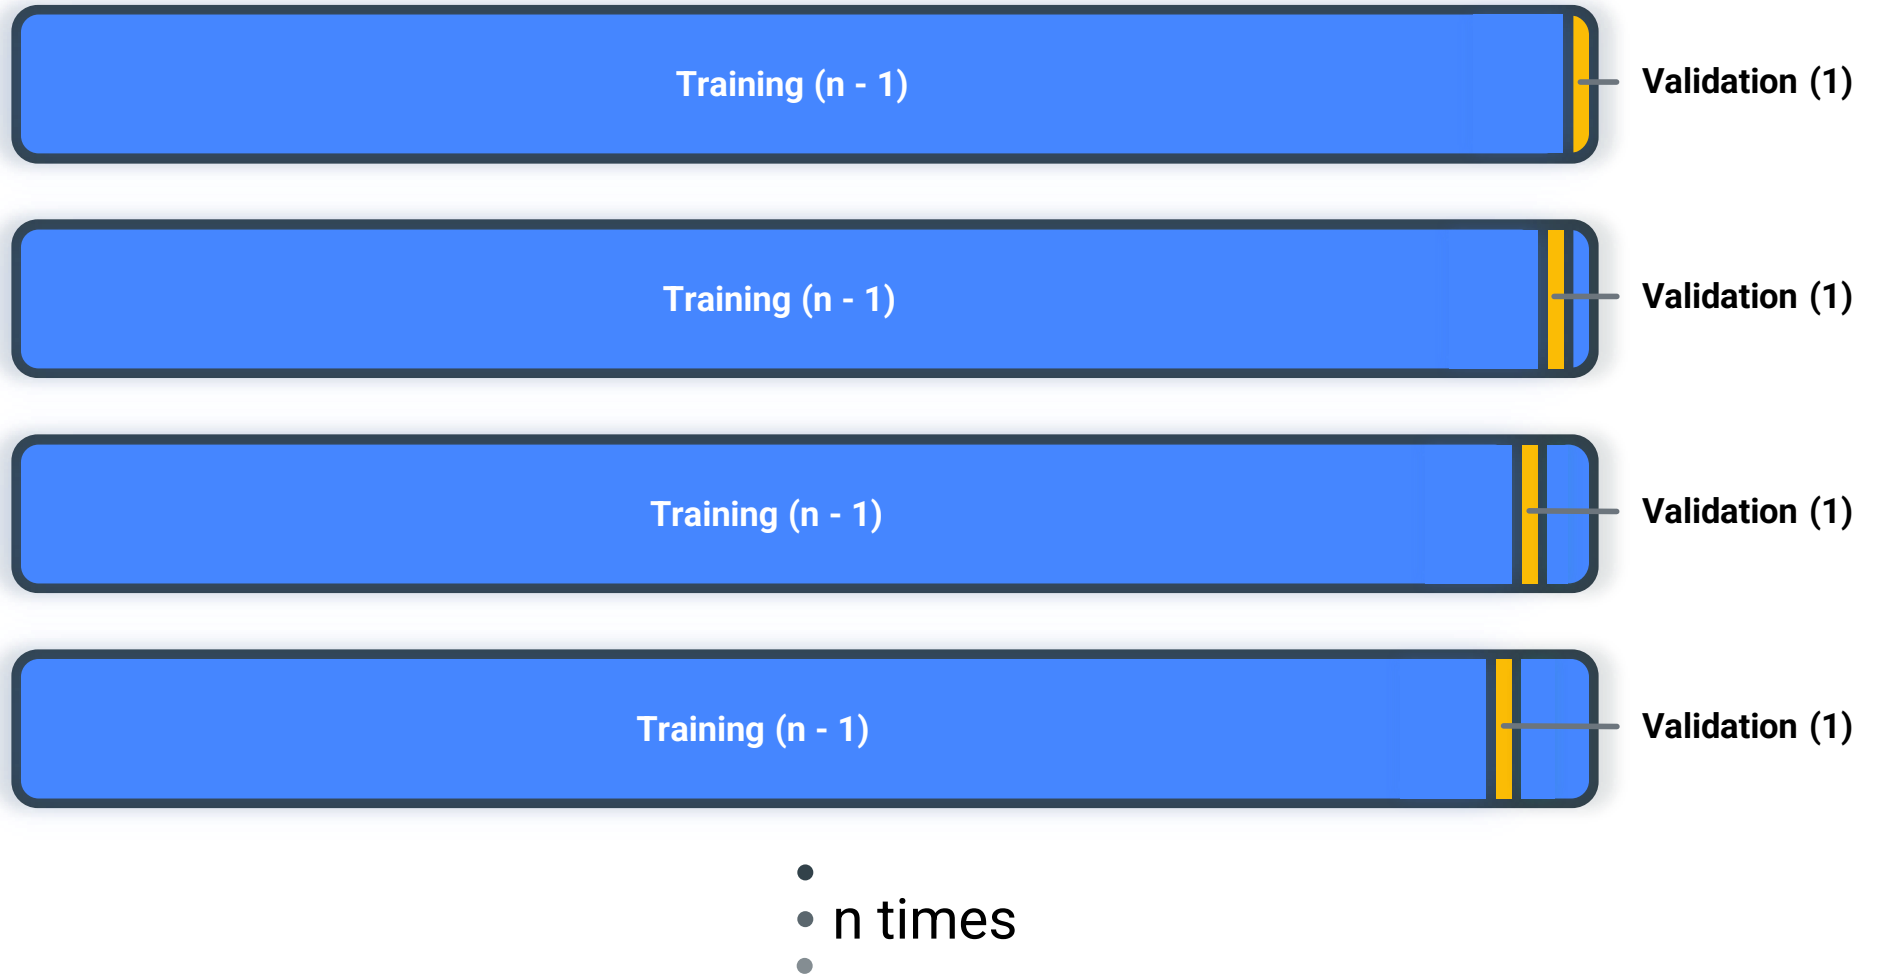 Training (n - 1)
Validation (1)
Training (n - 1)
Validation (1)
Training (n - 1)
Validation (1)
Training (n - 1)
Validation (1)
n times